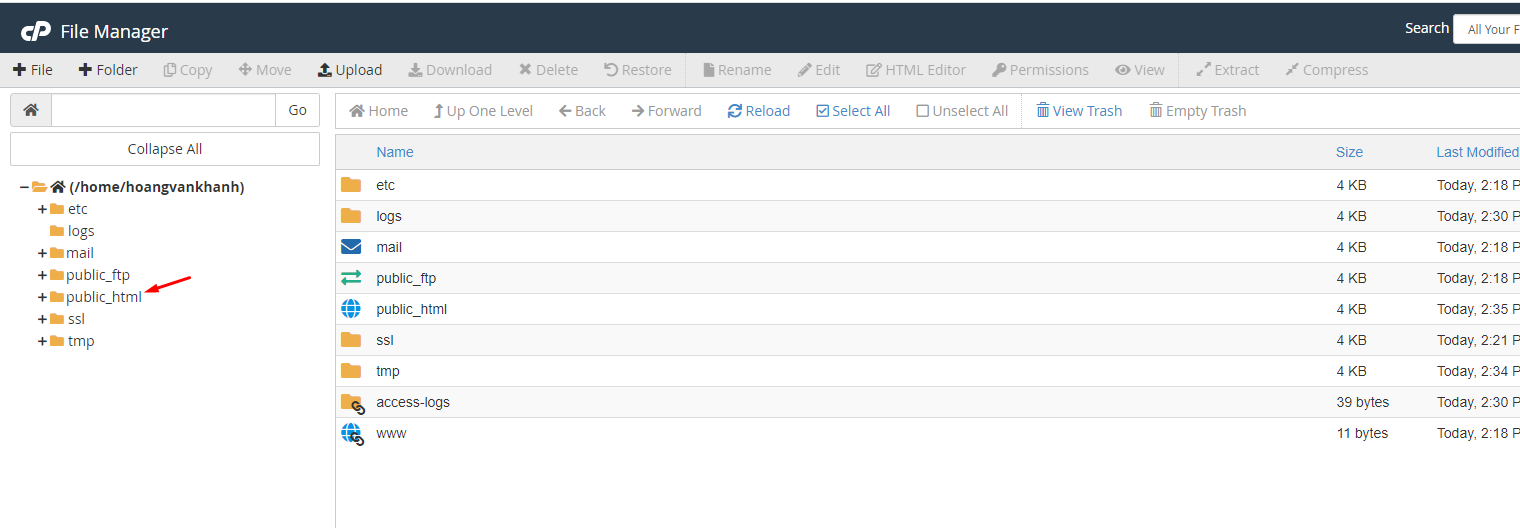 cP File Manager Search All Your F
File Folder Copy Move Upload Download Delete Restore Rename Edit HTML Editor Permissions View Extract Compress
Go Home Up One Level Back Forward Reload Select All Unselect All View Trash Empty Trash
Collapse All
(/home/hoangvankhanh)
etc
logs
mail
public_ftp
public_html
ssl
tmp
Name Size Last Modified
etc 4 KB Today, 2:18 P
logs 4 KB Today, 2:30 P
mail 4 KB Today, 2:18 P
public_ftp 4 KB Today, 2:18 P
public_html 4 KB Today, 2:35 P
ssl 4 KB Today, 2:21 P
tmp 4 KB Today, 2:34 P
access-logs 39 bytes Today, 2:30 P
www 11 bytes Today, 2:18 P